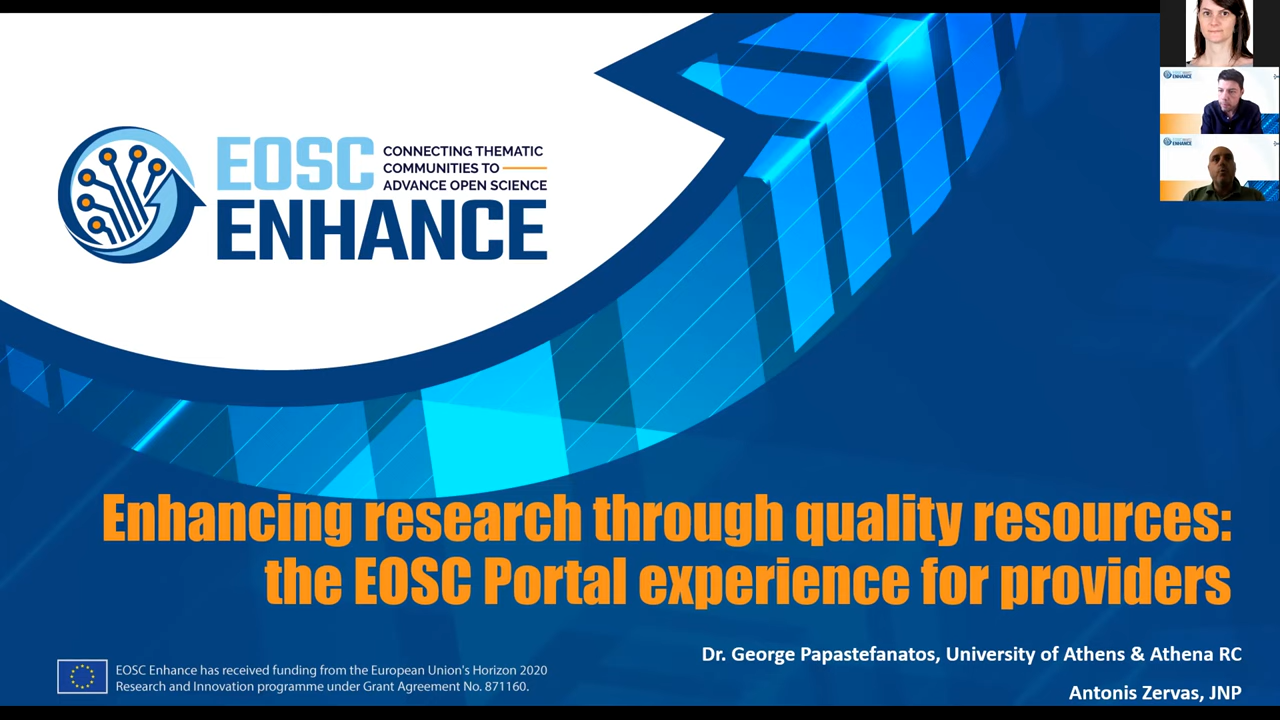 EOSC
CONNECTING THEMATIC
COMMUNITIES TO
ADVANCE OPEN SCIENCE
ENHANCE
Enhancing research through quality resources:
the EOSC Portal experience for providers
Dr. George Papastefanatos, University of Athens & Athena RC
Antonis Zervas, JNP
EOSC Enhance has received funding from the European Union's Horizon 2020
Research and Innovation programme under Grant Agreement No. 871160.
ENHANCE
ENHANCE